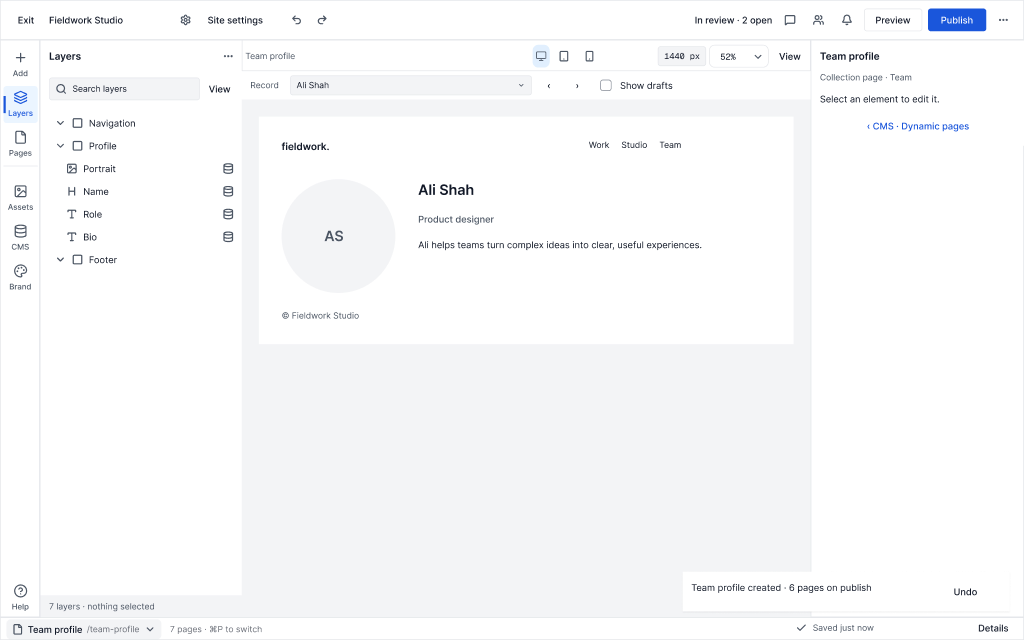 Exit
Fieldwork Studio
Site settings
In review · 2 open
Preview
Publish
Add
Layers
Pages
Assets
CMS
Brand
Help
Layers
Search layers
View
Navigation
Profile
Portrait
Name
Role
Bio
Footer
7 layers · nothing selected
Team profile
1440 px
52%
View
Record
Ali Shah
Show drafts
fieldwork.
Work
Studio
Team
AS
Ali Shah
Product designer
Ali helps teams turn complex ideas into clear, useful experiences.
© Fieldwork Studio
Team profile
Collection page · Team
Select an element to edit it.
‹ CMS · Dynamic pages
Team profile created · 6 pages on publish
Undo
Team profile /team-profile
7 pages · ⌘P to switch
Saved just now
Details